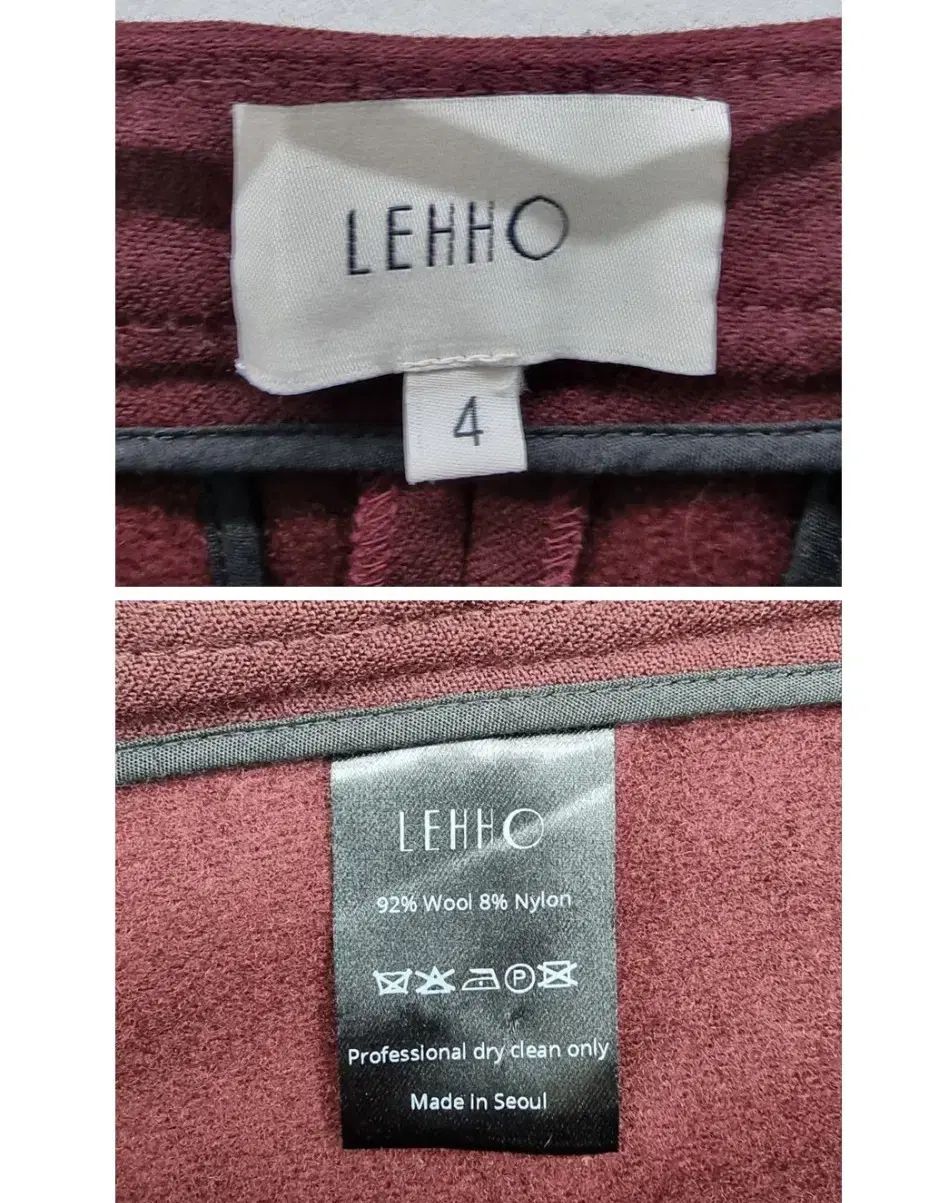 LEHHO
4
LEHHO
92% Wool 8% Nylon
P
Professional dry clean only
Made in Seoul